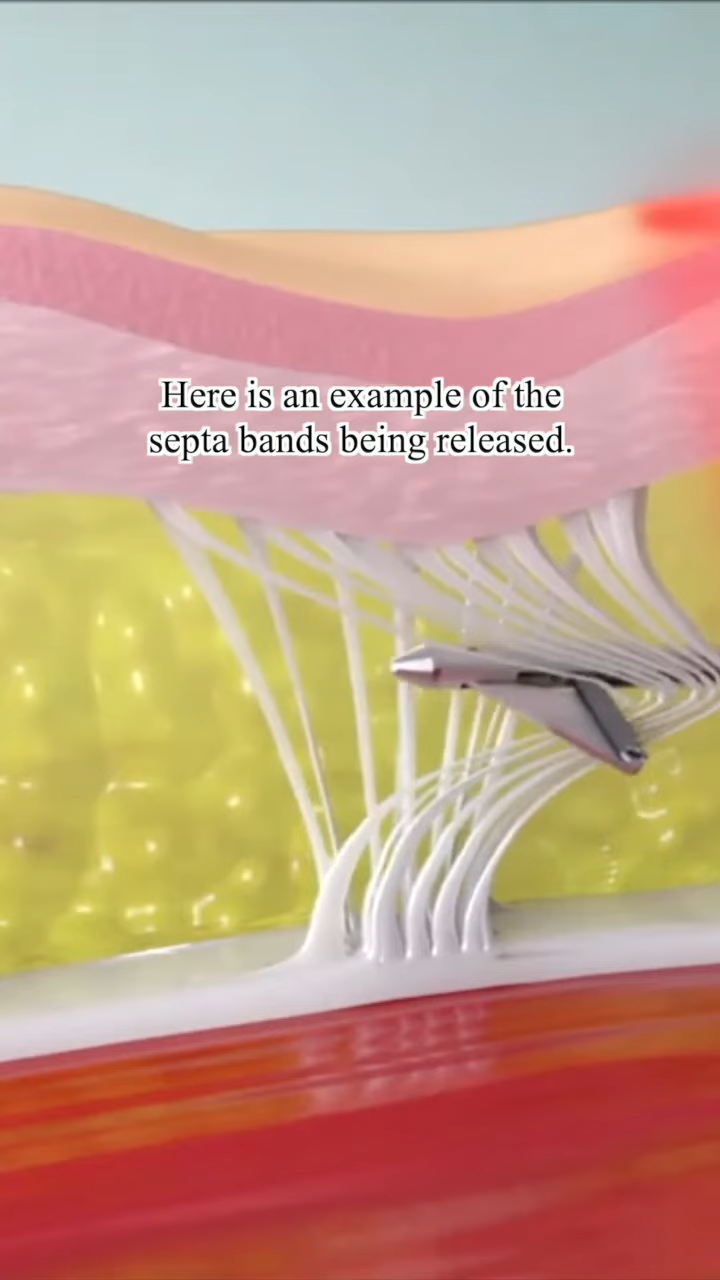 Here is an example of the
septa bands being released.